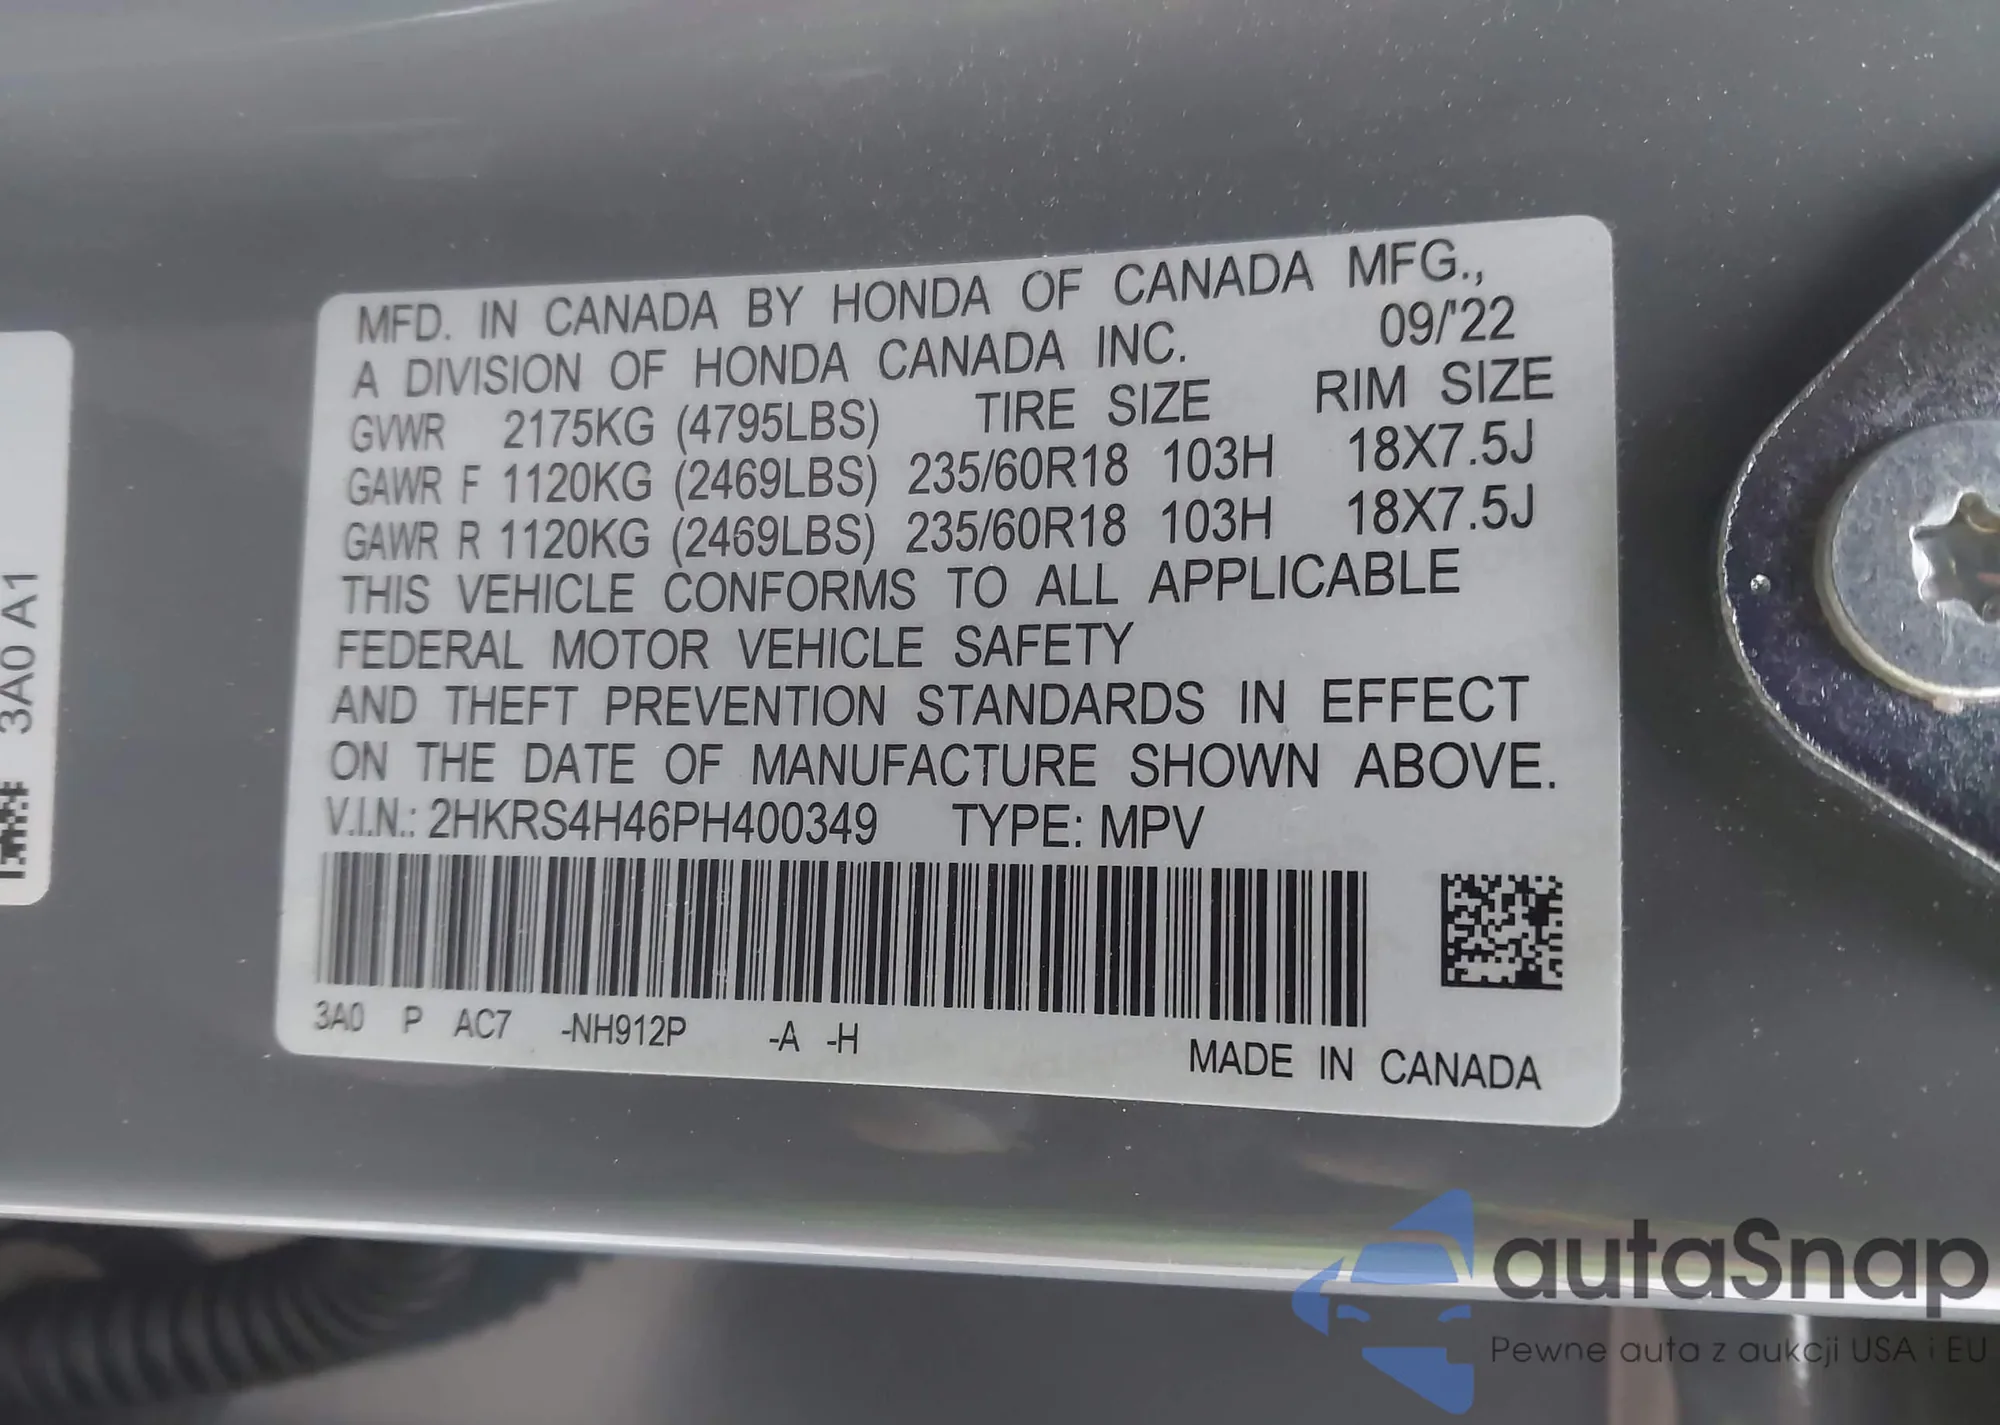 MFD. IN CANADA BY HONDA OF CANADA MFG.,
A DIVISION OF HONDA CANADA INC. 09/'22
GVWR 2175KG (4795LBS) TIRE SIZE RIM SIZE
GAWR F 1120KG (2469LBS) 235/60R18 103H 18X7.5J
GAWR R 1120KG (2469LBS) 235/60R18 103H 18X7.5J
THIS VEHICLE CONFORMS TO ALL APPLICABLE
FEDERAL MOTOR VEHICLE SAFETY
AND THEFT PREVENTION STANDARDS IN EFFECT
ON THE DATE OF MANUFACTURE SHOWN ABOVE.
V.I.N.: 2HKRS4H46PH400349 TYPE: MPV
3A0 P AC7 -NH912P -A -H
MADE IN CANADA
3A0 A1
autaSnap
Pewne auta z aukcji USA i EU